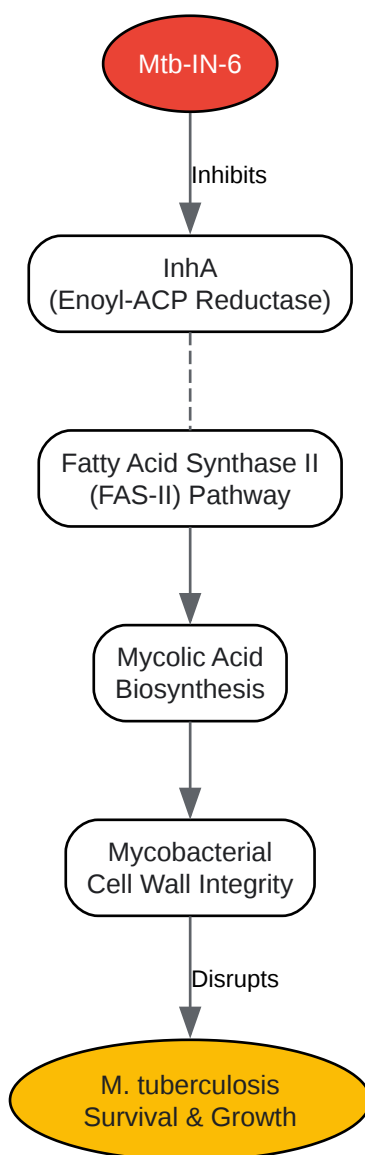 Mtb-IN-6
Inhibits
InhA
(Enoyl-ACP Reductase)
Fatty Acid Synthase II
(FAS-II) Pathway
Mycolic Acid
Biosynthesis
Mycobacterial
Cell Wall Integrity
Disrupts
M. tuberculosis
Survival & Growth